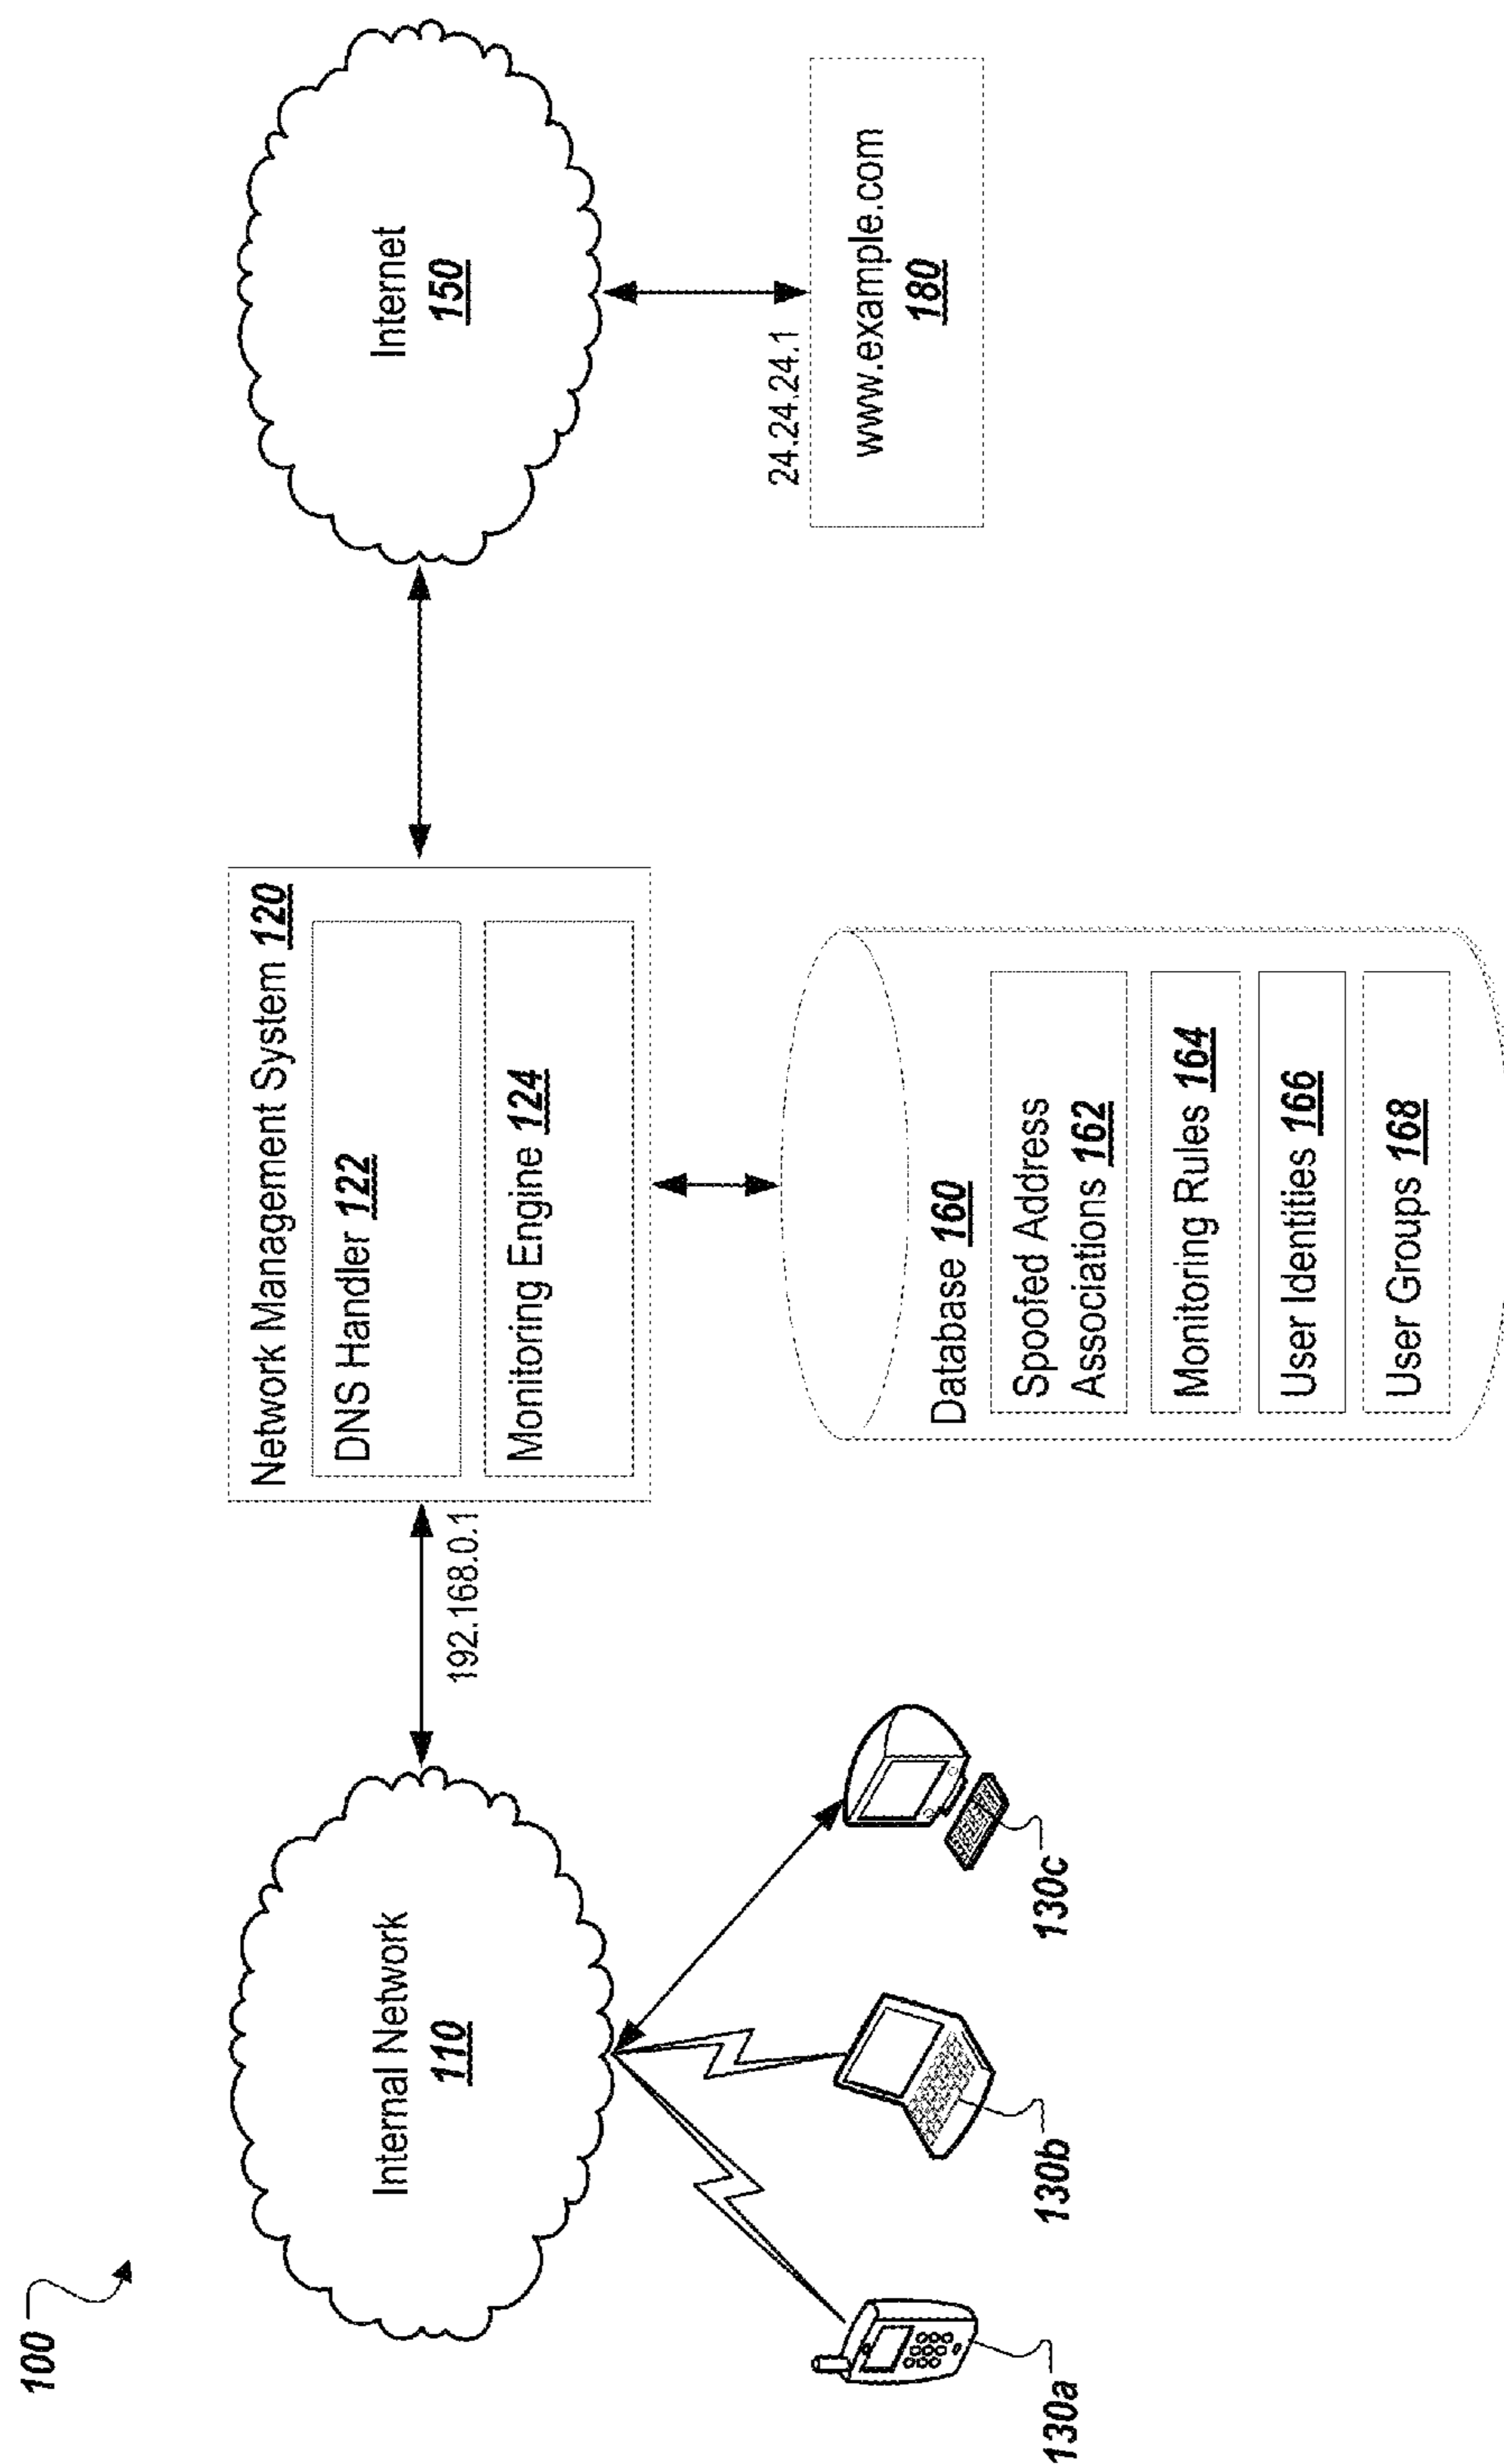 100
Internal Network
110
192.168.0.1
Network Management System 120
DNS Handler 122
Monitoring Engine 124
Internet
150
24.24.24.1
www.example.com
180
130a
130b
130c
Database 160
Spoofed Address
Associations 162
Monitoring Rules 164
User Identities 166
User Groups 168